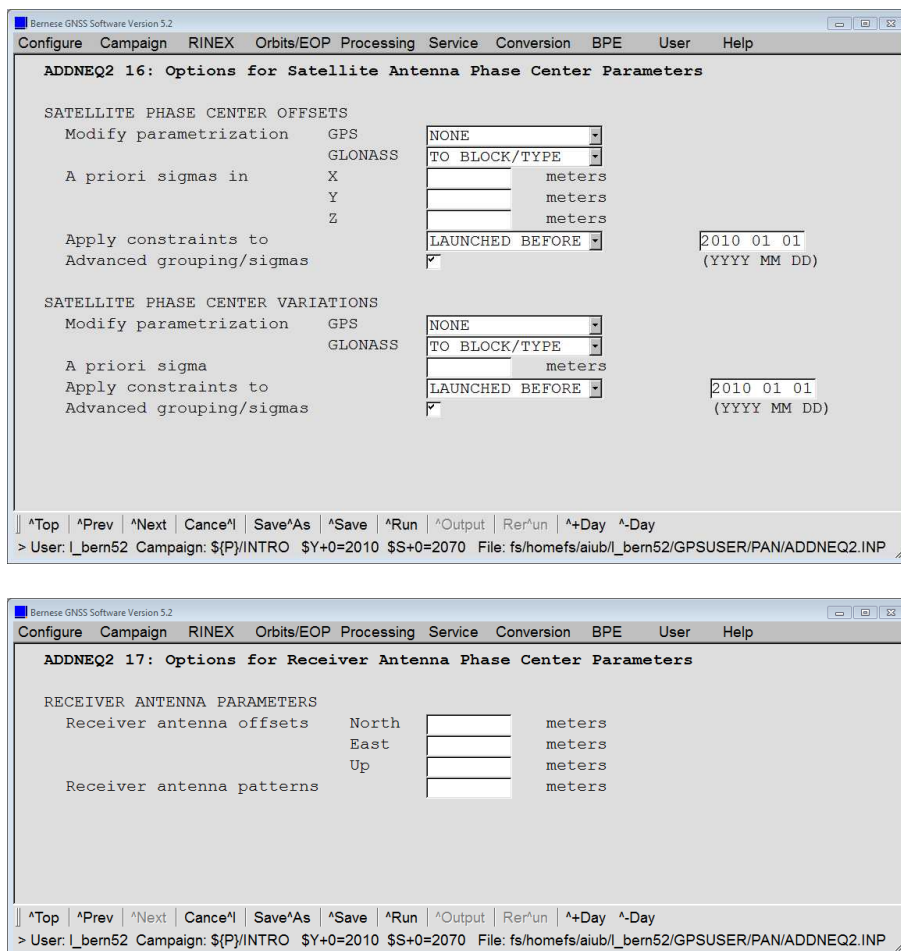 Bernese GNSS Software Version 5.2
Configure Campaign RINEX Orbits/EOP Processing Service Conversion BPE User Help
ADDNEQ2 16: Options for Satellite Antenna Phase Center Parameters
SATELLITE PHASE CENTER OFFSETS
Modify parametrization GPS NONE
GLONASS TO BLOCK/TYPE
A priori sigmas in X meters
Y meters
Z meters
Apply constraints to LAUNCHED BEFORE 2010 01 01
Advanced grouping/sigmas (YYYY MM DD)
SATELLITE PHASE CENTER VARIATIONS
Modify parametrization GPS NONE
GLONASS TO BLOCK/TYPE
A priori sigma meters
Apply constraints to LAUNCHED BEFORE 2010 01 01
Advanced grouping/sigmas (YYYY MM DD)
^Top ^Prev ^Next Cance^l Save^As ^Save ^Run ^Output Rer^un ^+Day ^-Day
> User: l_bern52 Campaign: ${P}/INTRO $Y+0=2010 $S+0=2070 File: fs/homefs/aiub/l_bern52/GPSUSER/PAN/ADDNEQ2.INP
Bernese GNSS Software Version 5.2
Configure Campaign RINEX Orbits/EOP Processing Service Conversion BPE User Help
ADDNEQ2 17: Options for Receiver Antenna Phase Center Parameters
RECEIVER ANTENNA PARAMETERS
Receiver antenna offsets North meters
East meters
Up meters
Receiver antenna patterns meters
^Top ^Prev ^Next Cance^l Save^As ^Save ^Run ^Output Rer^un ^+Day ^-Day
> User: l_bern52 Campaign: ${P}/INTRO $Y+0=2010 $S+0=2070 File: fs/homefs/aiub/l_bern52/GPSUSER/PAN/ADDNEQ2.INP